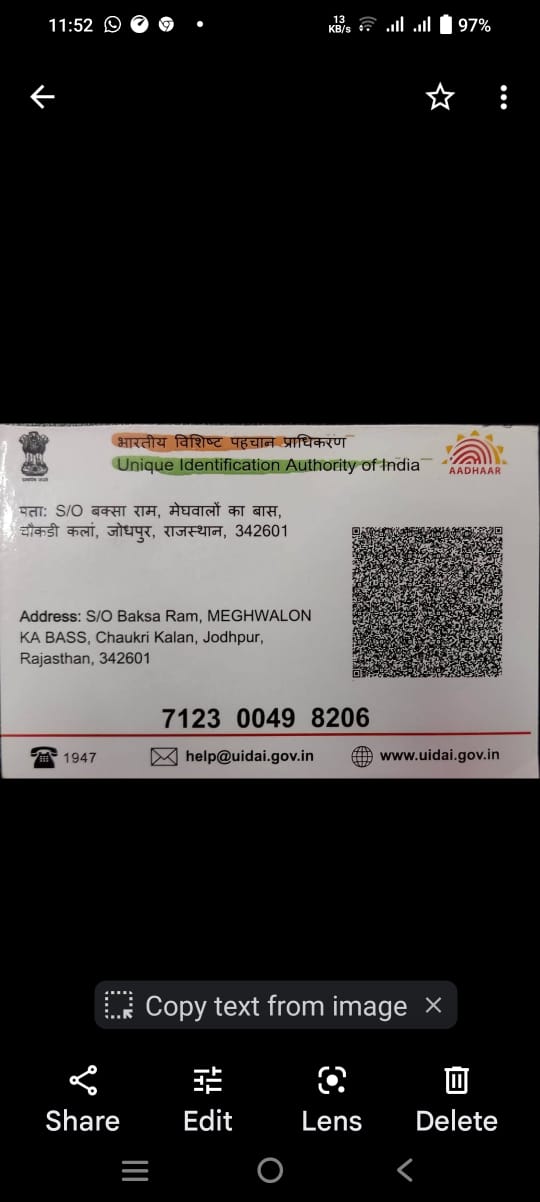 11:52
13 KB/s
97%
भारतीय विशिष्ट पहचान प्राधिकरण
Unique Identification Authority of India
AADHAAR
पता: S/O बक्सा राम, मेघवालों का बास,
चौकडी कलां, जोधपुर, राजस्थान, 342601
Address: S/O Baksa Ram, MEGHWALON
KA BASS, Chaukri Kalan, Jodhpur,
Rajasthan, 342601
7123 0049 8206
1947
help@uidai.gov.in
www.uidai.gov.in
Copy text from image
Share
Edit
Lens
Delete